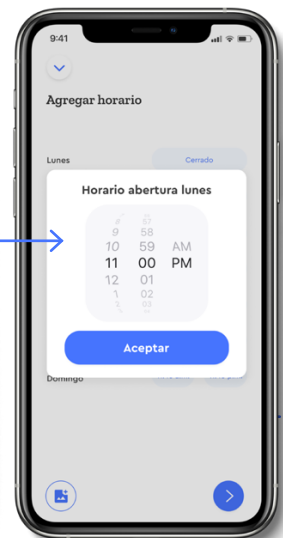 9:41
Agregar horario
Lunes Cerrado
Horario abertura lunes
9 58
10 59 AM
11 00 PM
12 01
1 02
Aceptar
Domingo